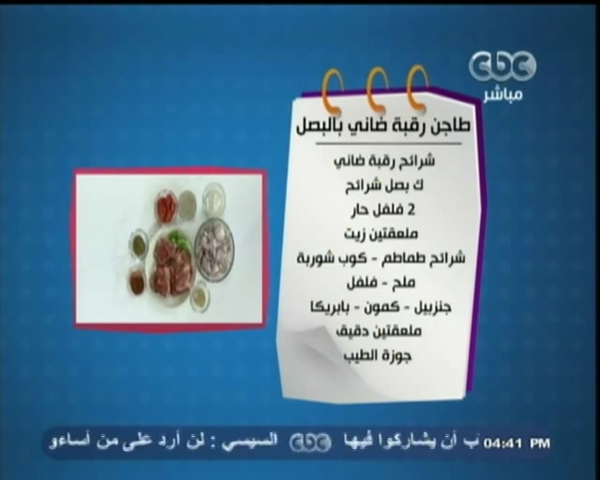 cbc
مباشر
طاجن رقبة ضاني بالبصل
شرائح رقبة ضاني
ك بصل شرائح
2 فلفل حار
ملعقتين زيت
شرائح طماطم - كوب شوربة
ملح - فلفل
جنزبيل - كمون - بابريكا
ملعقتين دقيق
جوزة الطيب
ب أن يشاركوا فيها cbc السيسي : لن أرد على من أساءو
04:41 PM